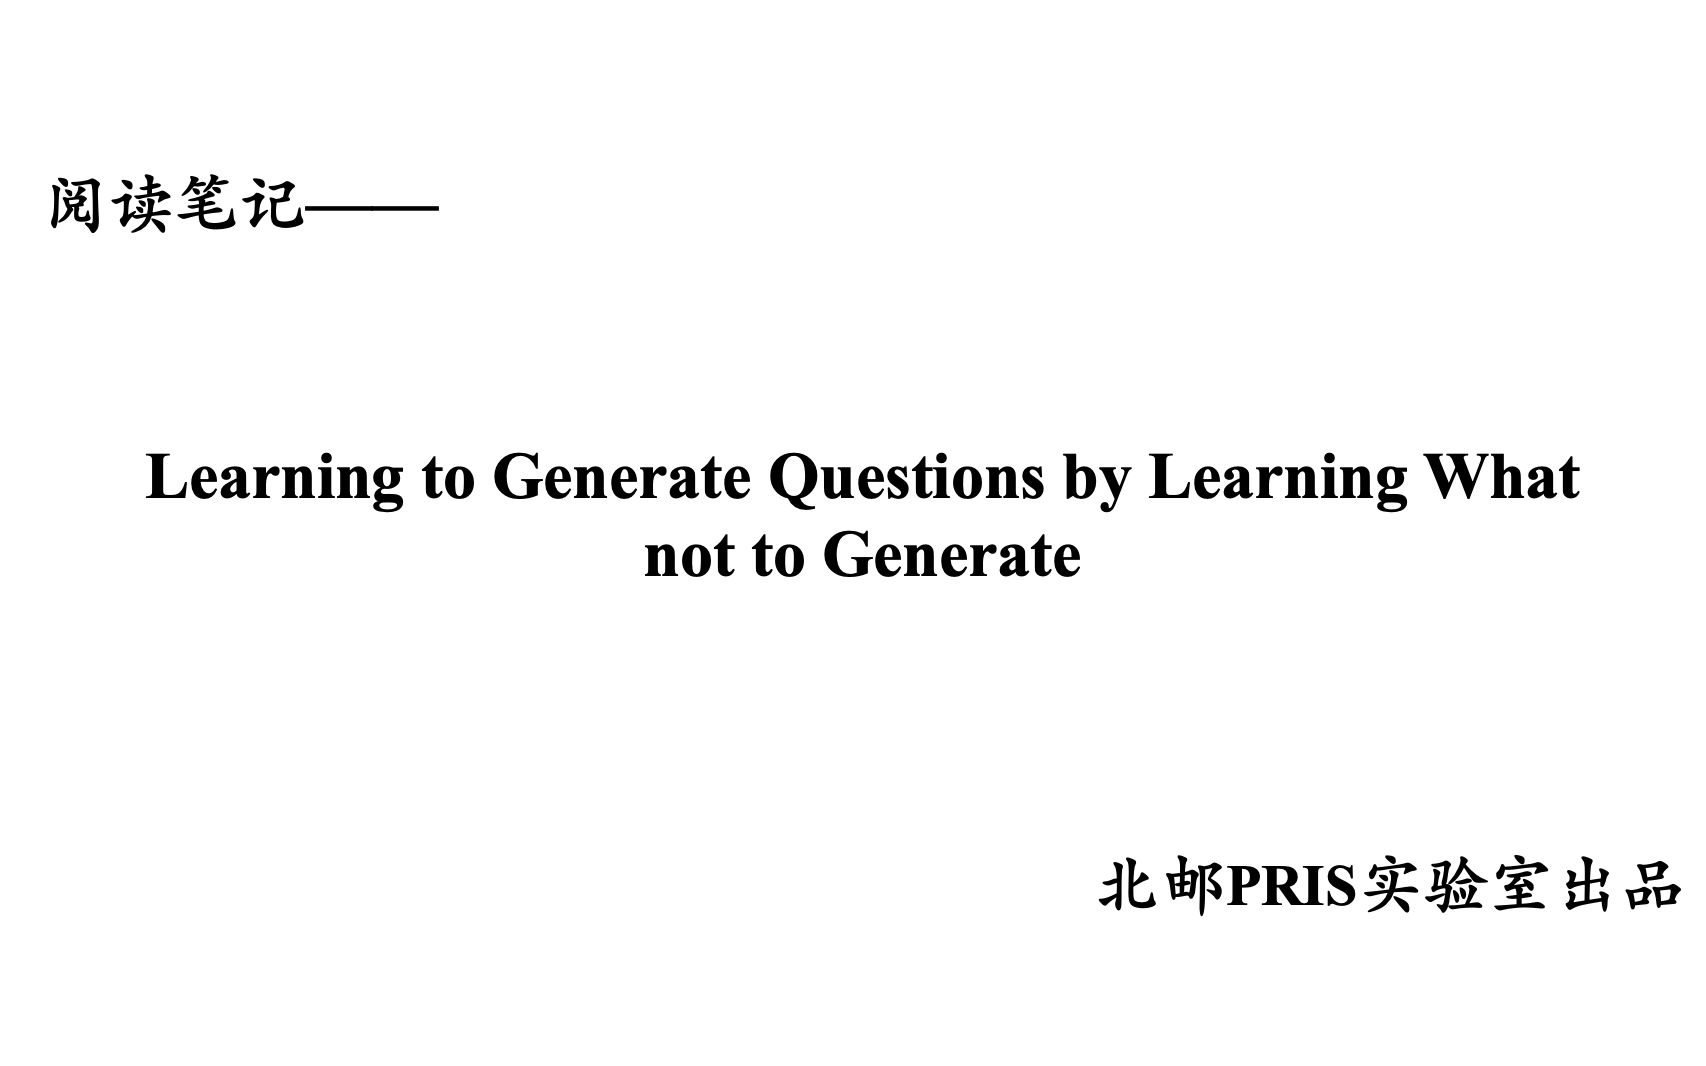 阅读笔记——
Learning to Generate Questions by Learning What
not to Generate
北邮PRIS实验室出品